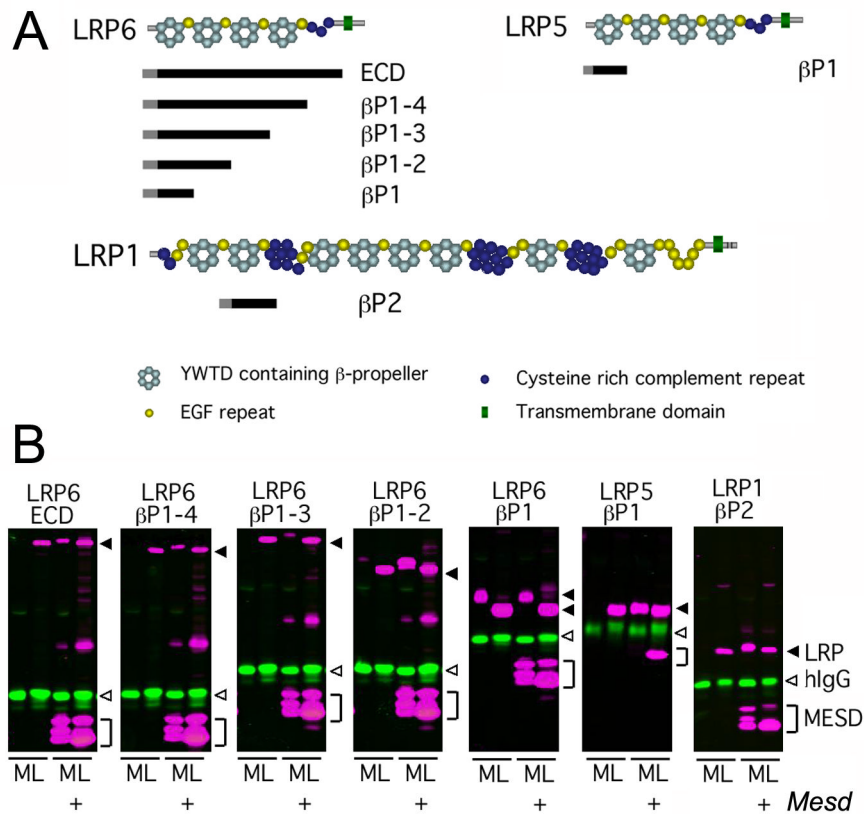 A
LRP6
ECD
βP1-4
βP1-3
βP1-2
βP1
LRP5
βP1
LRP1
βP2
YWTD containing β-propeller
EGF repeat
Cysteine rich complement repeat
Transmembrane domain
B
LRP6 ECD
LRP6 βP1-4
LRP6 βP1-3
LRP6 βP1-2
LRP6 βP1
LRP5 βP1
LRP1 βP2
LRP
hIgG
MESD
ML ML ML ML ML ML ML ML ML ML ML ML ML ML
+ + + + + + + Mesd